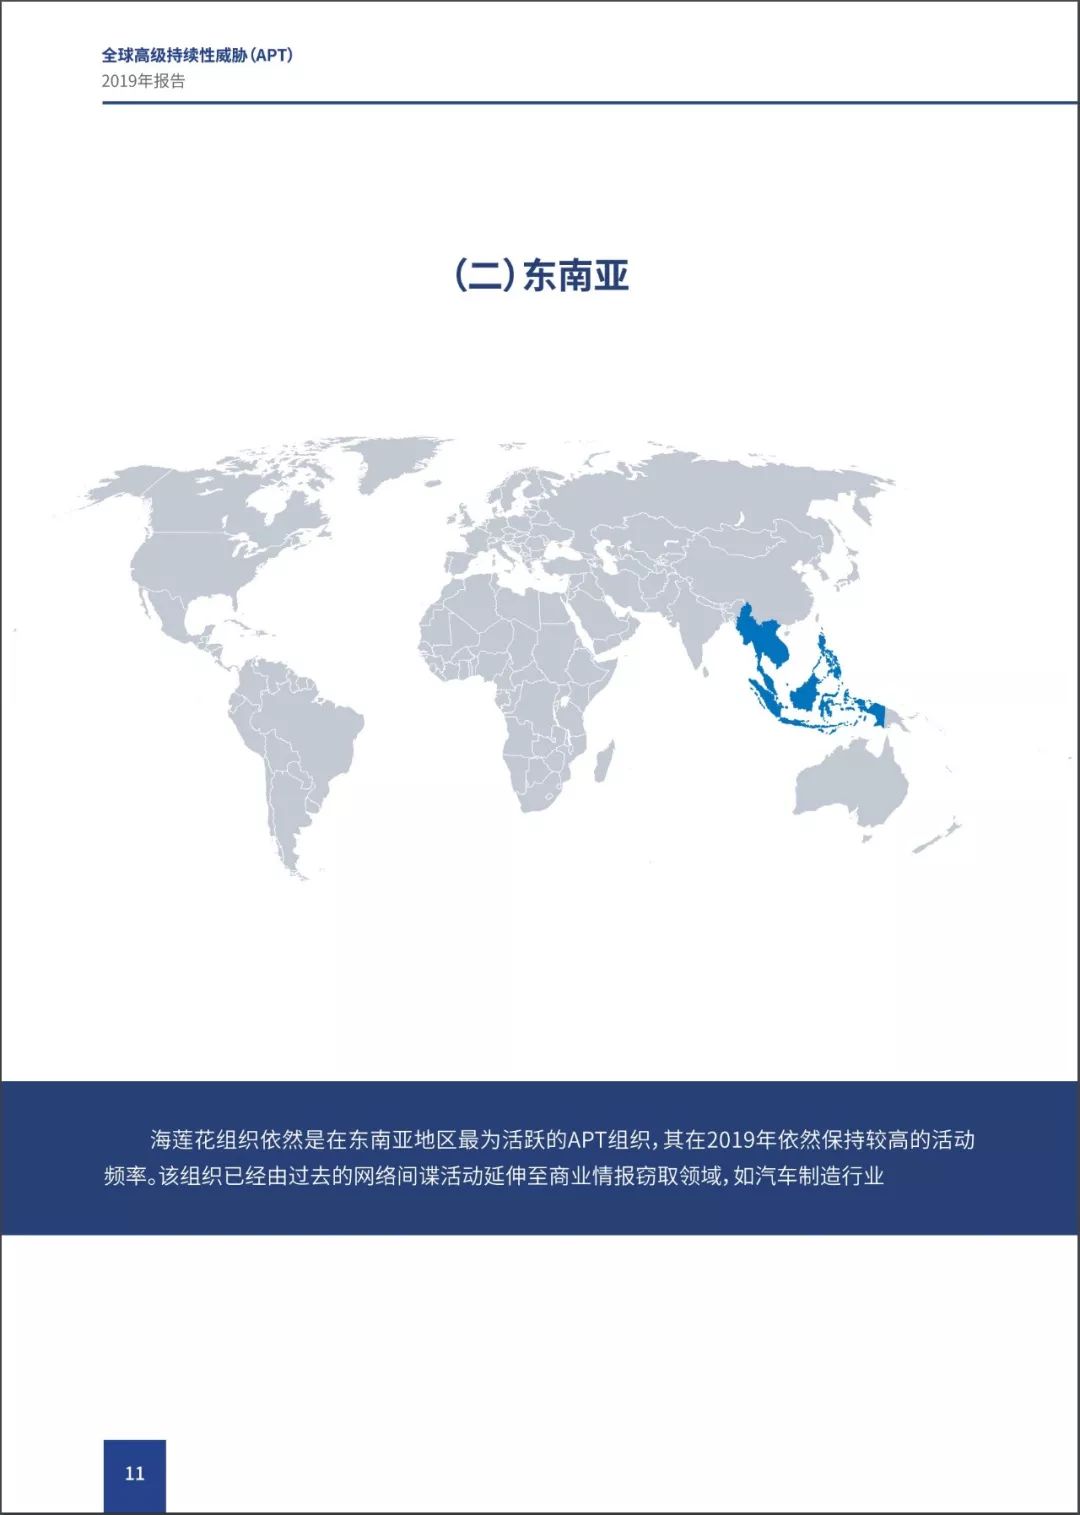 全球高级持续性威胁（APT）
2019年报告
（二）东南亚
海莲花组织依然是在东南亚地区最为活跃的APT组织，其在2019年依然保持较高的活动
频率。该组织已经由过去的网络间谍活动延伸至商业情报窃取领域，如汽车制造行业
11